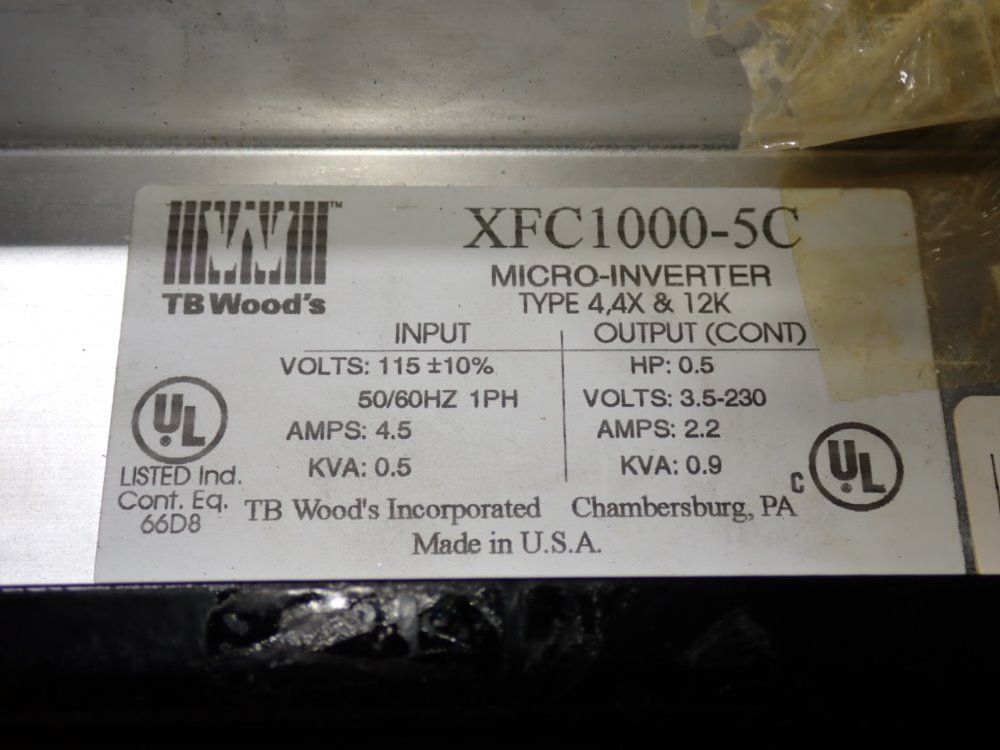 TM
TB Wood's
XFC1000-5C
MICRO-INVERTER
TYPE 4,4X & 12K
INPUT
VOLTS: 115 ±10%
50/60HZ 1PH
AMPS: 4.5
KVA: 0.5
OUTPUT (CONT)
HP: 0.5
VOLTS: 3.5-230
AMPS: 2.2
KVA: 0.9
UL
LISTED Ind.
Cont. Eq.
66D8
C UL
TB Wood's Incorporated Chambersburg, PA
Made in U.S.A.